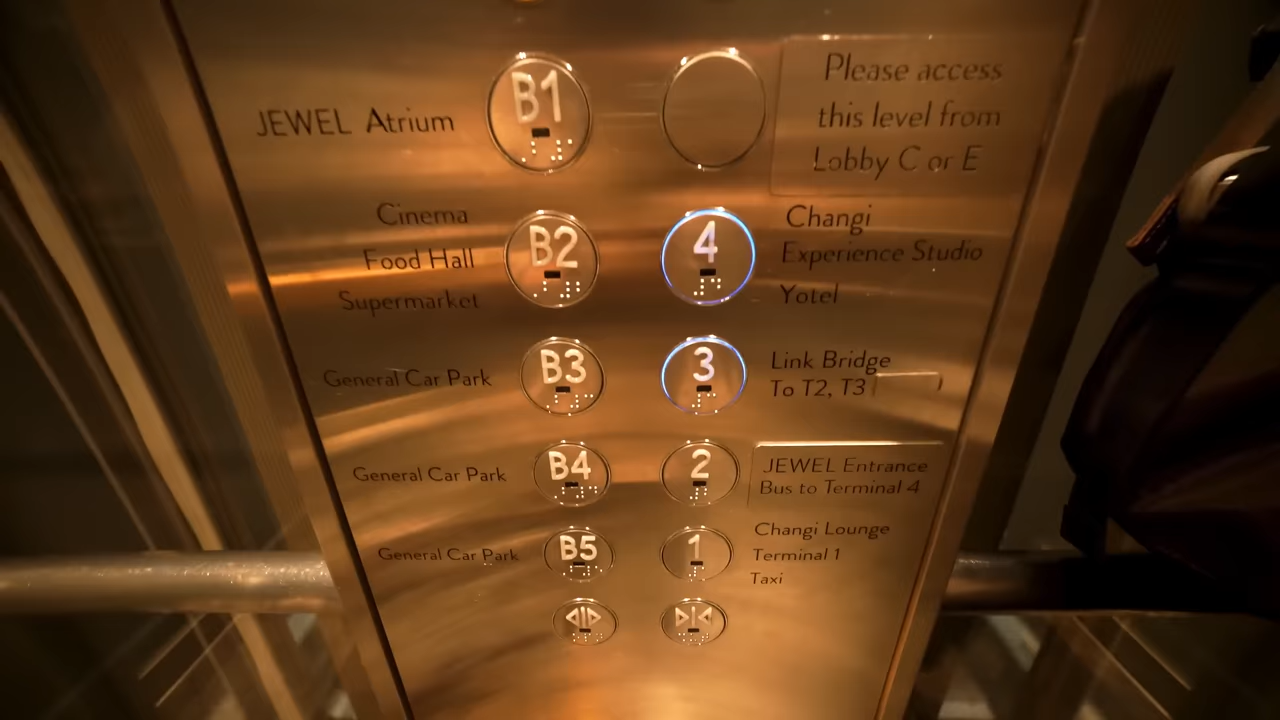 JEWEL Atrium
B1
Please access
this level from
Lobby C or E
Cinema
Food Hall
Supermarket
B2
4
Changi
Experience Studio
Yotel
General Car Park
B3
3
Link Bridge
To T2, T3
General Car Park
B4
2
JEWEL Entrance
Bus to Terminal 4
General Car Park
B5
1
Changi Lounge
Terminal 1
Taxi